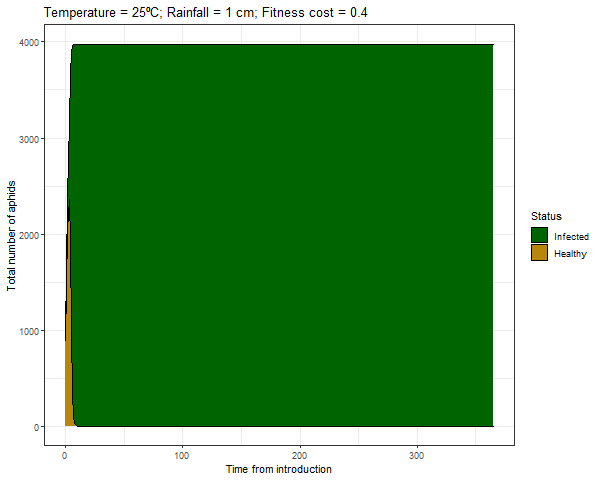 Temperature = 25ºC; Rainfall = 1 cm; Fitness cost = 0.4
4000
3000
2000
1000
0
Total number of aphids
0 100 200 300
Time from introduction
Status
Infected
Healthy